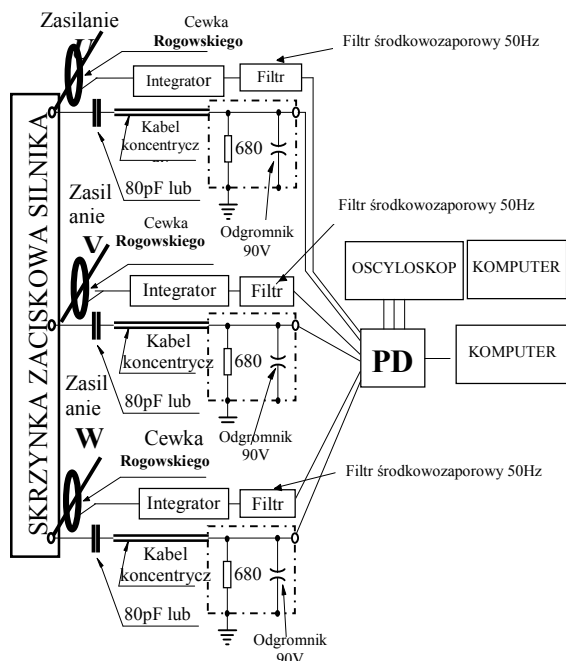 Zasilanie
U
Cewka
Rogowskiego
Filtr środkowozaporowy 50Hz
Integrator
Filtr
Kabel
koncentrycz
680
80pF lub
Odgromnik
90V
SKRZYNKA ZACISKOWA SILNIKA
Zasil
anie
V
Cewka
Rogowskiego
Filtr środkowozaporowy 50Hz
Integrator
Filtr
Kabel
koncentrycz
680
80pF lub
Odgromnik
90V
OSCYLOSKOP
KOMPUTER
PD
KOMPUTER
Zasil
anie
W
Cewka
Rogowskiego
Filtr środkowozaporowy 50Hz
Integrator
Filtr
Kabel
koncentrycz
680
80pF lub
Odgromnik
90V